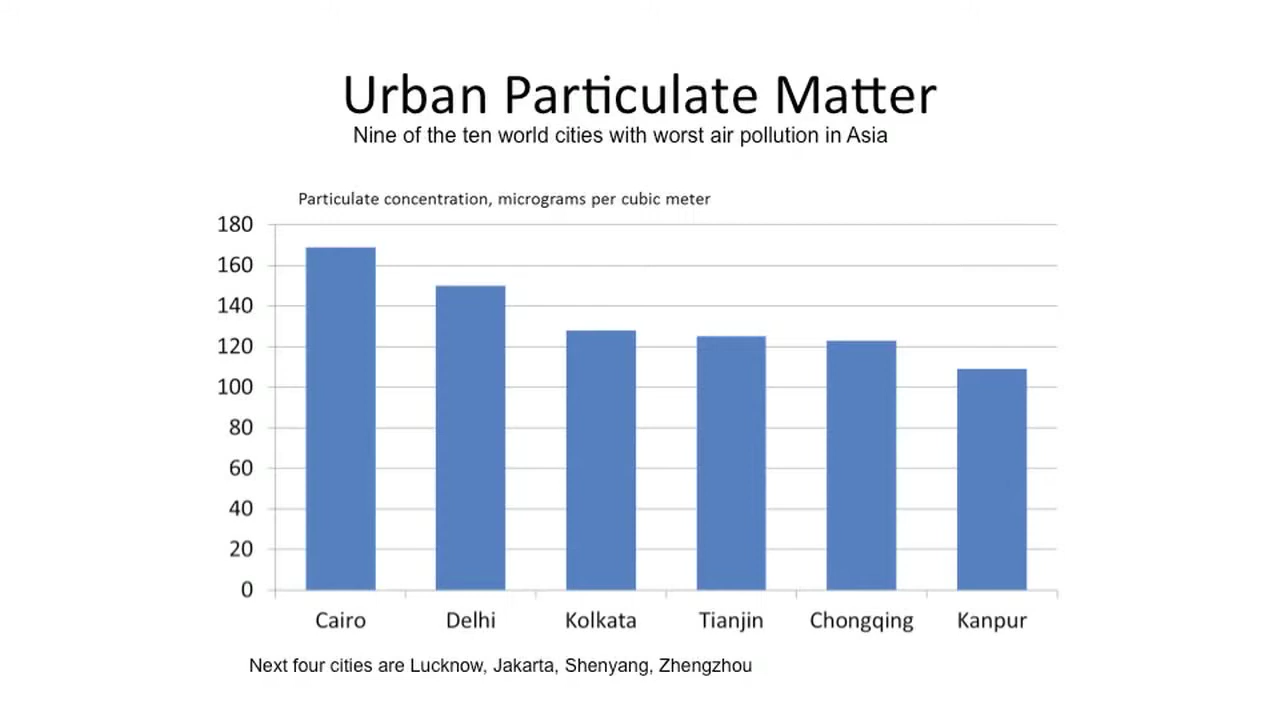 Urban Particulate Matter
Nine of the ten world cities with worst air pollution in Asia
Particulate concentration, micrograms per cubic meter
180
160
140
120
100
80
60
40
20
0
Cairo Delhi Kolkata Tianjin Chongqing Kanpur
Next four cities are Lucknow, Jakarta, Shenyang, Zhengzhou